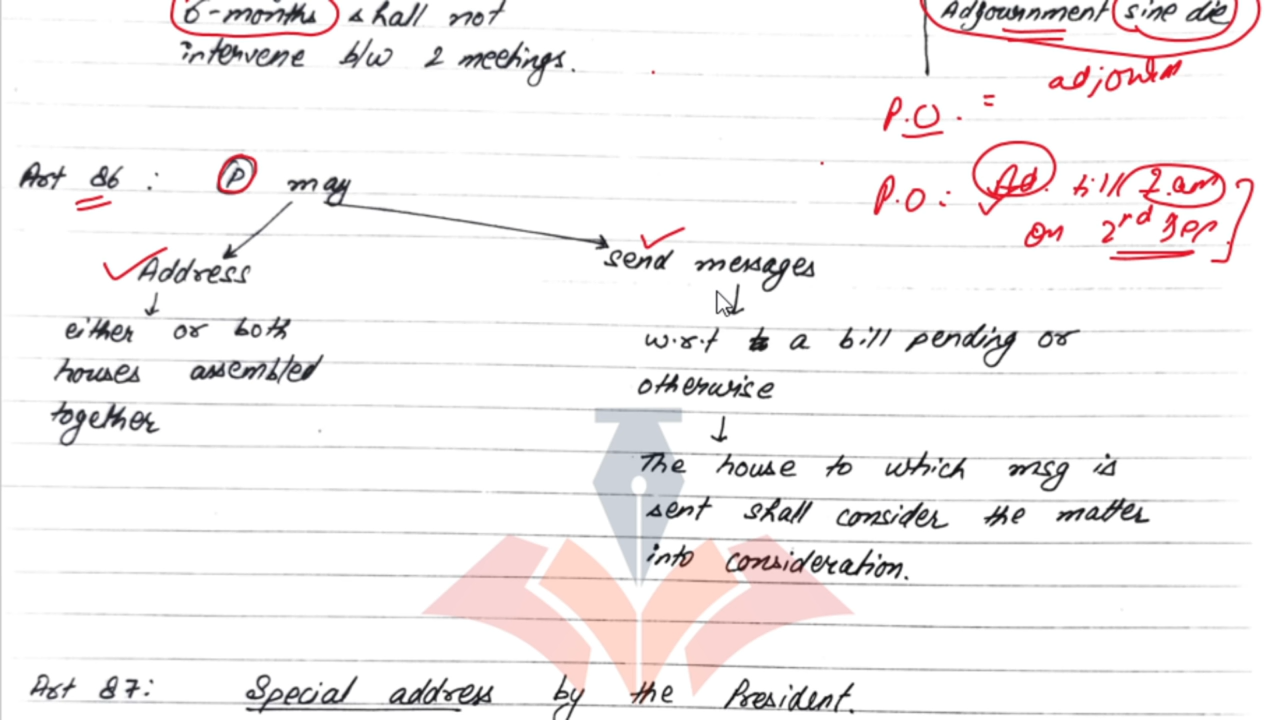 6-months shall not
intervene b/w 2 meetings.
Adjournment sine die
adjourn
P.O. =
P.O: Ad. till 2 am
on 2rd Sep.
Art 86 : P may
Address
either or both
houses assembled
together
send messages
w.r.t a bill pending or
otherwise
The house to which msg is
sent shall consider the matter
into consideration.
Art 87: Special address by the President.